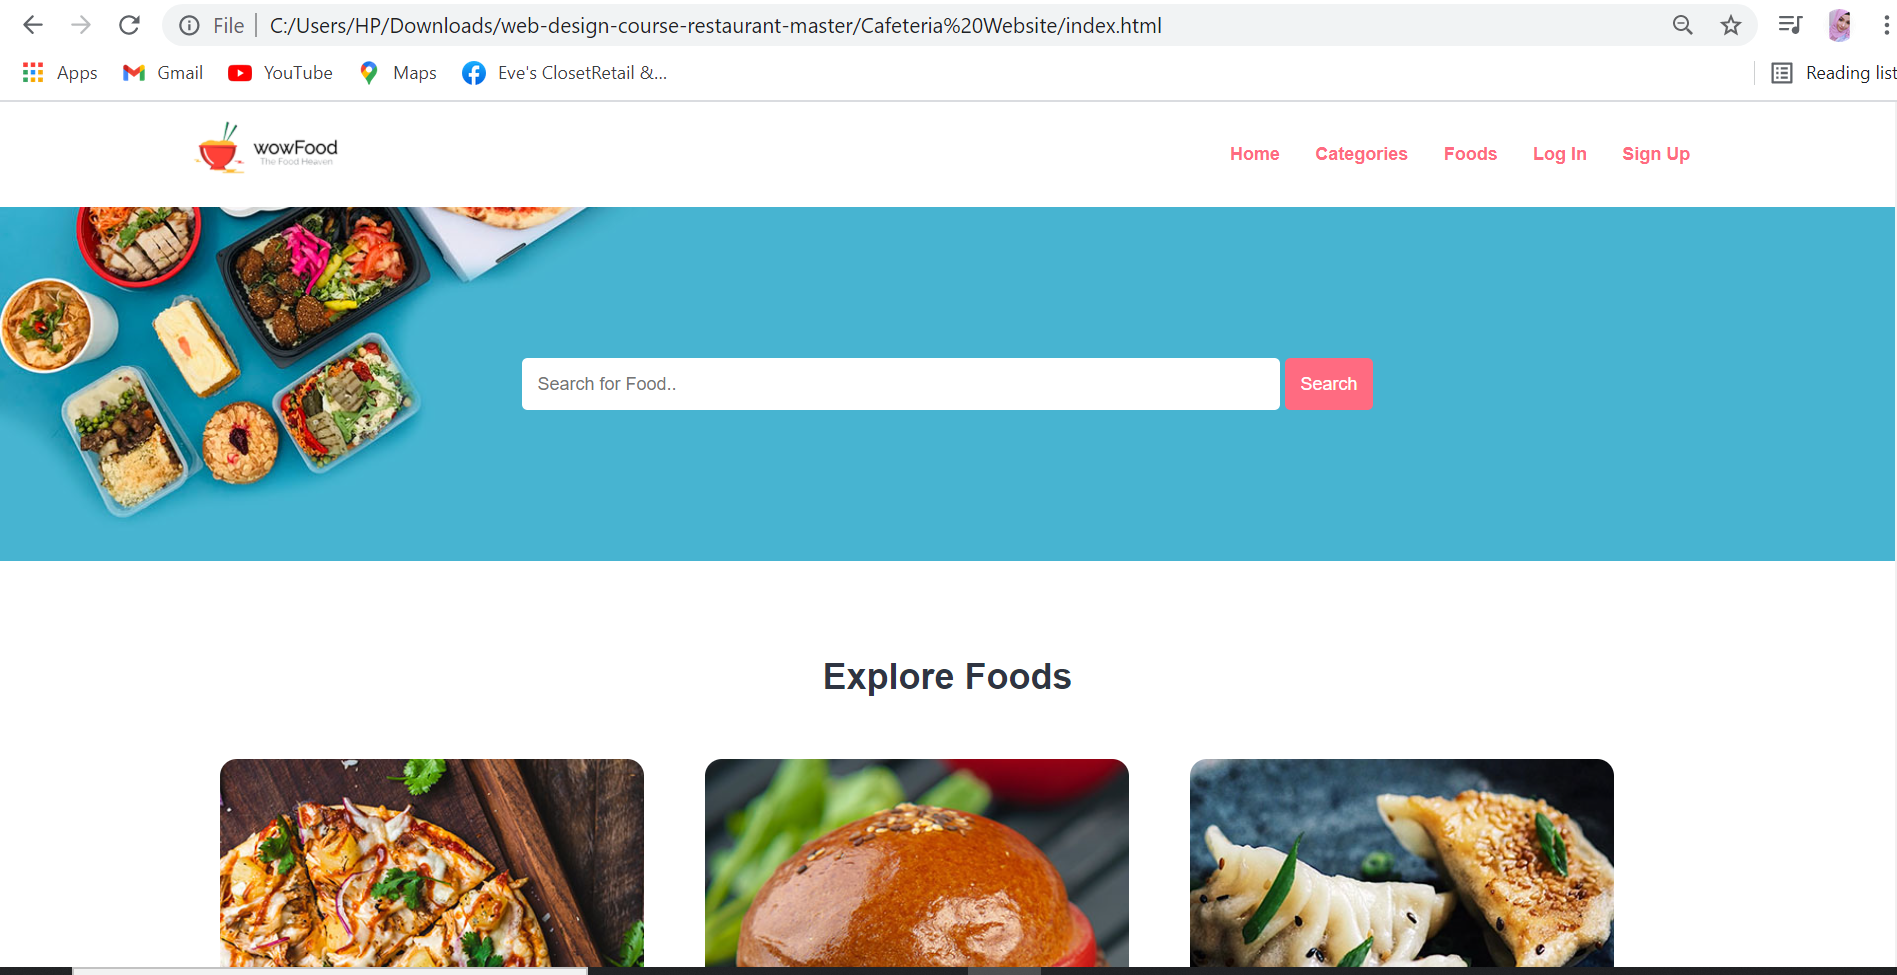 File | C:/Users/HP/Downloads/web-design-course-restaurant-master/Cafeteria%20Website/index.html
Apps Gmail YouTube Maps Eve's ClosetRetail &... Reading list
wowFood
The Food Heaven
Home Categories Foods Log In Sign Up
Search for Food.. Search
Explore Foods